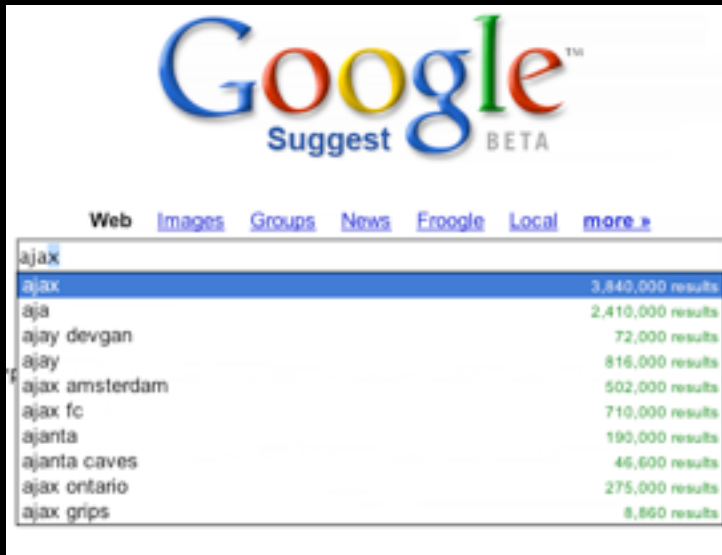 Google™
Suggest BETA
Web Images Groups News Froogle Local more »
ajax
ajax 3,840,000 results
aja 2,410,000 results
ajay devgan 72,000 results
ajay 816,000 results
ajax amsterdam 502,000 results
ajax fc 710,000 results
ajanta 190,000 results
ajanta caves 46,600 results
ajax ontario 275,000 results
ajax grips 8,860 results